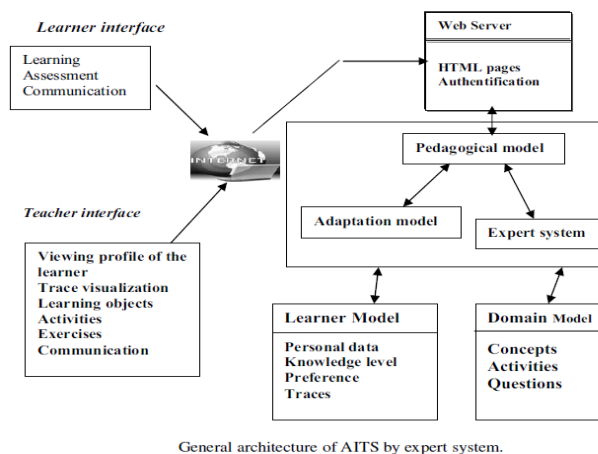 Learner interface
Learning
Assessment
Communication
Web Server
HTML pages
Authentification
INTERNET
Pedagogical model
Adaptation model
Expert system
Teacher interface
Viewing profile of the
learner
Trace visualization
Learning objects
Activities
Exercises
Communication
Learner Model
Personal data
Knowledge level
Preference
Traces
Domain Model
Concepts
Activities
Questions
General architecture of AITS by expert system.